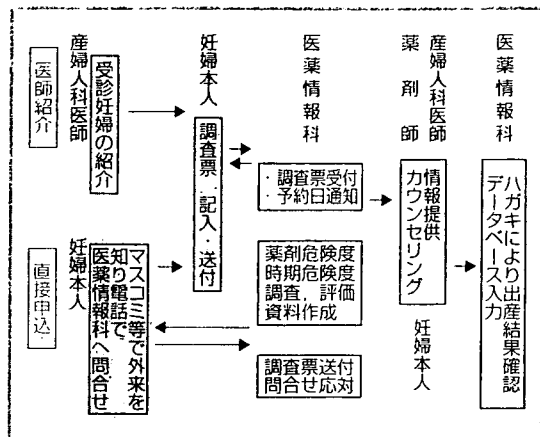 医師紹介
産婦人科医師
受診妊婦の紹介
妊婦本人
調査票記入・送付
医薬情報科
・調査票受付
・予約日通知
薬剤師
産婦人科医師
情報提供
カウンセリング
妊婦本人
医薬情報科
ハガキにより出産結果確認
データベース入力
直接申込
妊婦本人
マスコミ等で外来を
知り電話で
医薬情報科へ問合せ
薬剤危険度
時期危険度
調査，評価
資料作成
調査票送付
問合せ応対